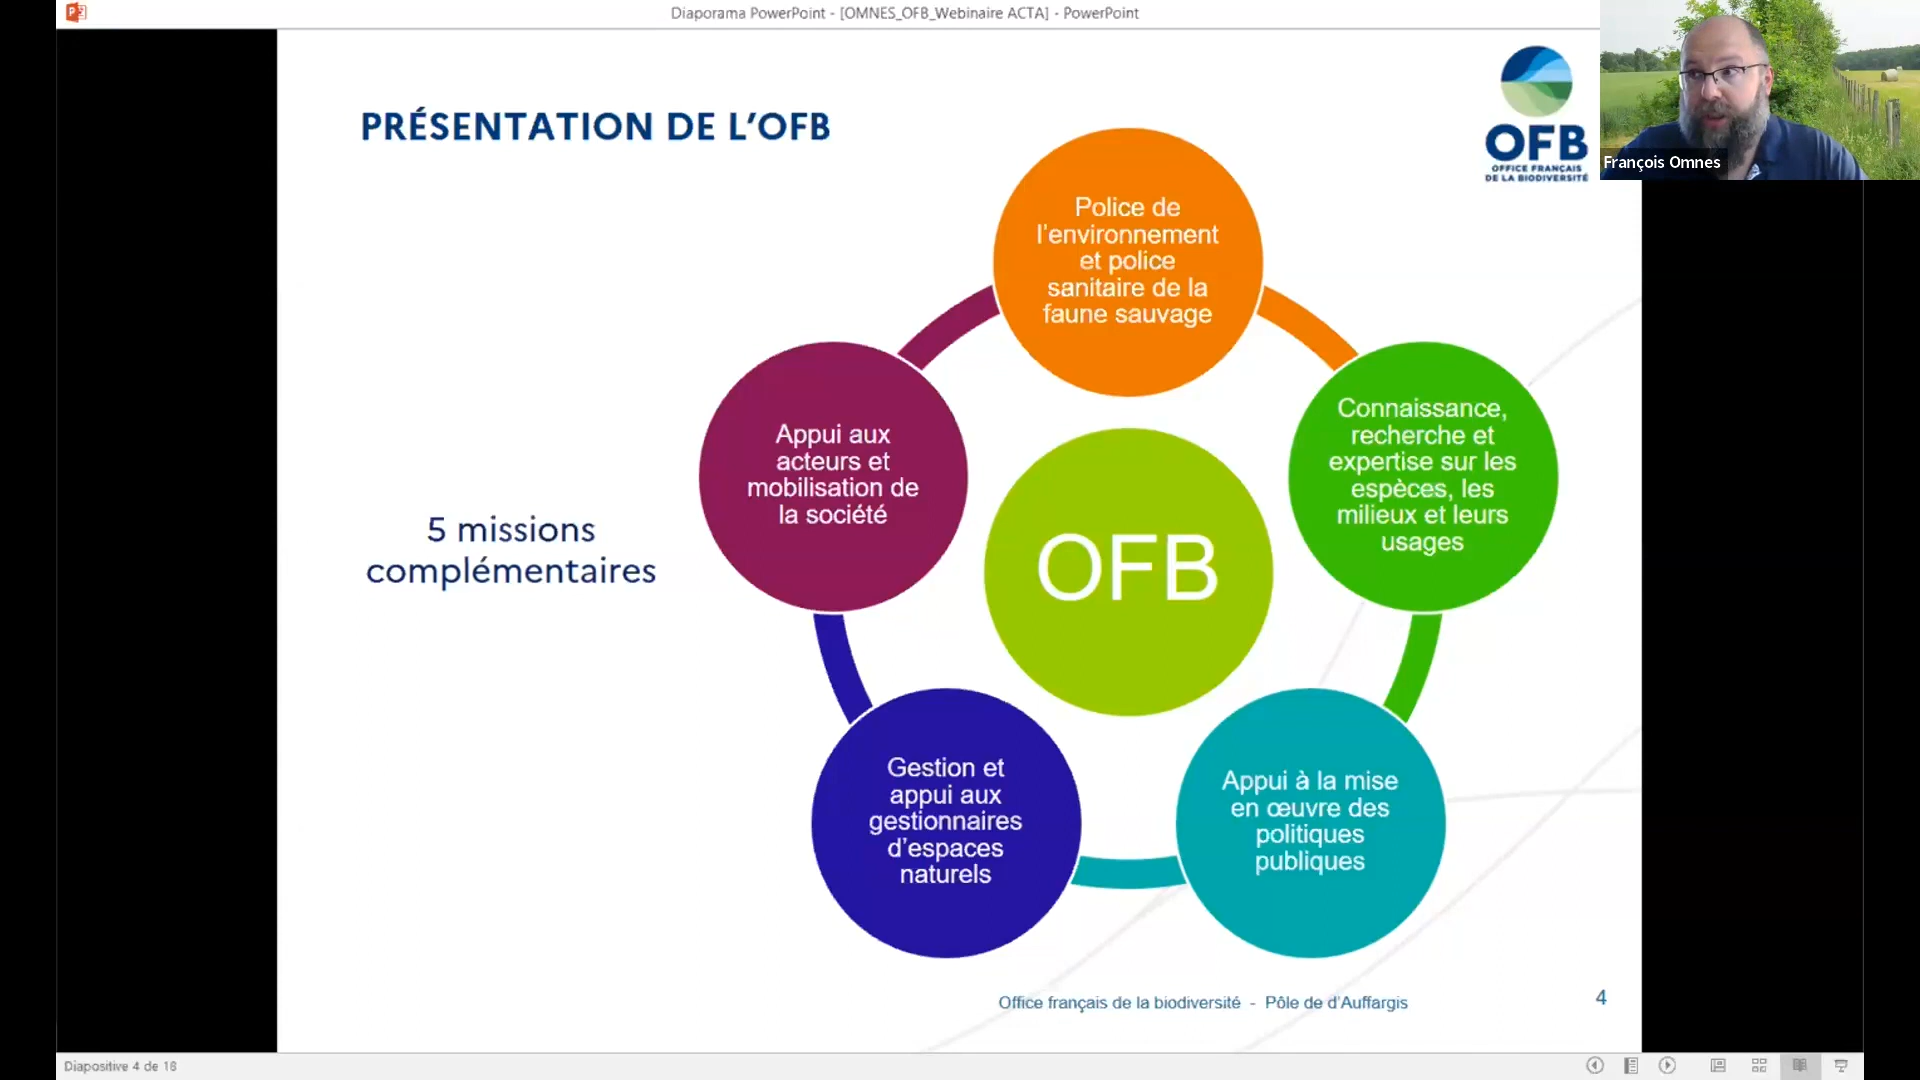 Diaporama PowerPoint - [OMNES_OFB_Webinaire ACTA] - PowerPoint
PRÉSENTATION DE L'OFB
OFB
OFFICE FRANÇAIS
DE LA BIODIVERSITÉ
François Omnes
Police de
l'environnement
et police
sanitaire de la
faune sauvage
Appui aux
acteurs et
mobilisation de
la société
Connaissance,
recherche et
expertise sur les
espèces, les
milieux et leurs
usages
5 missions
complémentaires
OFB
Gestion et
appui aux
gestionnaires
d'espaces
naturels
Appui à la mise
en œuvre des
politiques
publiques
Office français de la biodiversité - Pôle de d'Auffargis
4
Diapositive 4 de 18